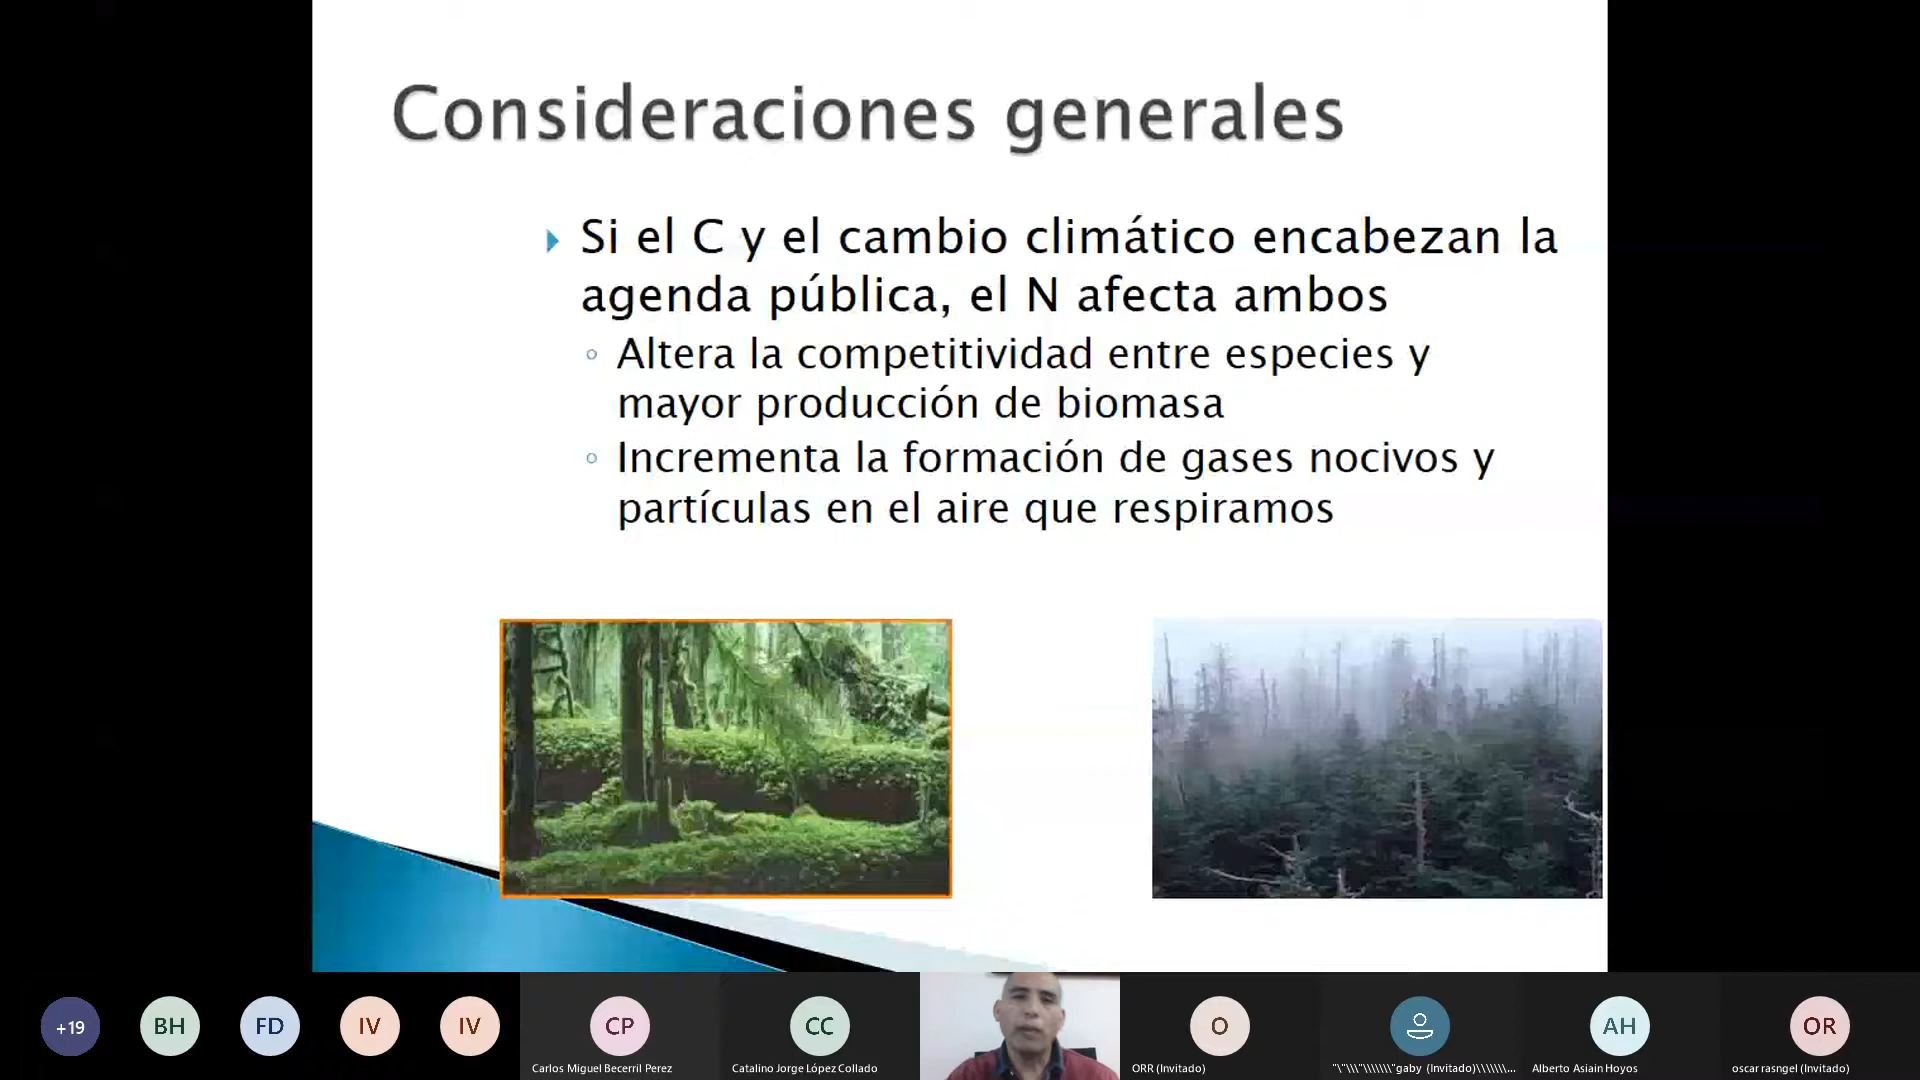 Consideraciones generales
Si el C y el cambio climático encabezan la
agenda pública, el N afecta ambos
Altera la competitividad entre especies y
mayor producción de biomasa
Incrementa la formación de gases nocivos y
partículas en el aire que respiramos
+19
BH
FD
IV
IV
CP
CC
O
AH
OR
Carlos Miguel Becerril Perez
Catalino Jorge López Collado
ORR (Invitado)
"\"\\\"\\\\\\\"gaby (Invitado)\\\\\\\...
Alberto Asiain Hoyos
oscar rasngel (Invitado)